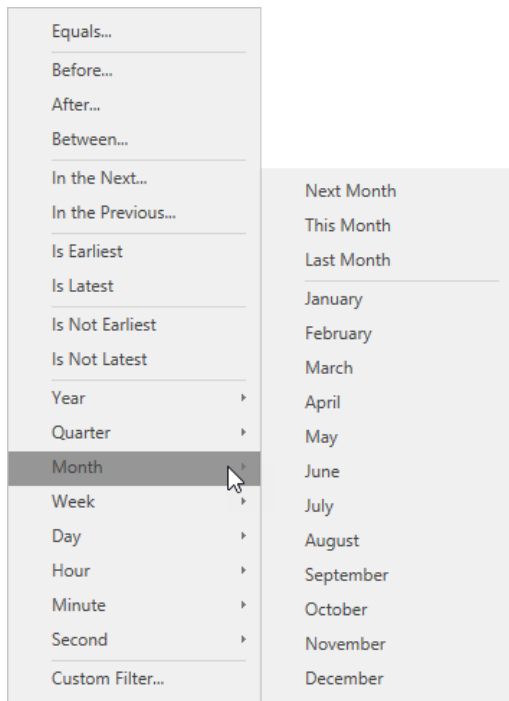 Equals...
Before...
After...
Between...
In the Next...
In the Previous...
Is Earliest
Is Latest
Is Not Earliest
Is Not Latest
Year
Quarter
Month
Week
Day
Hour
Minute
Second
Custom Filter...
Next Month
This Month
Last Month
January
February
March
April
May
June
July
August
September
October
November
December